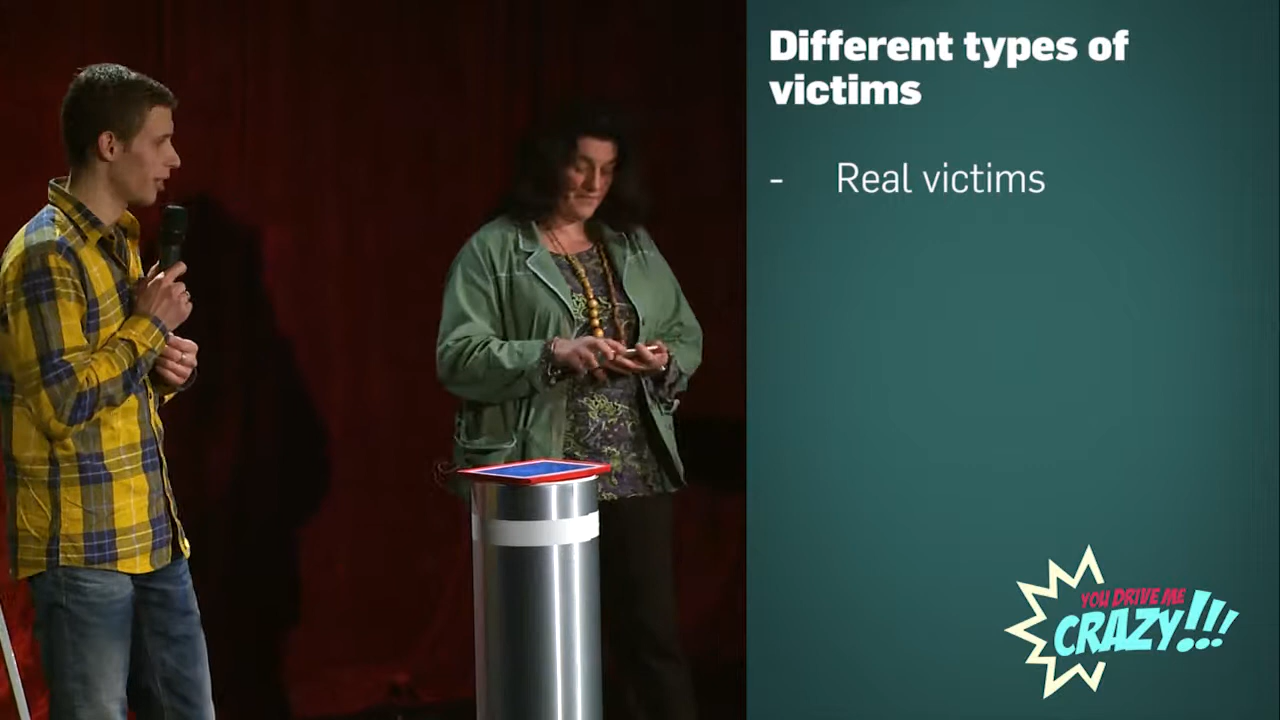 Different types of
victims
- Real victims
YOU DRIVE ME
CRAZY!!!